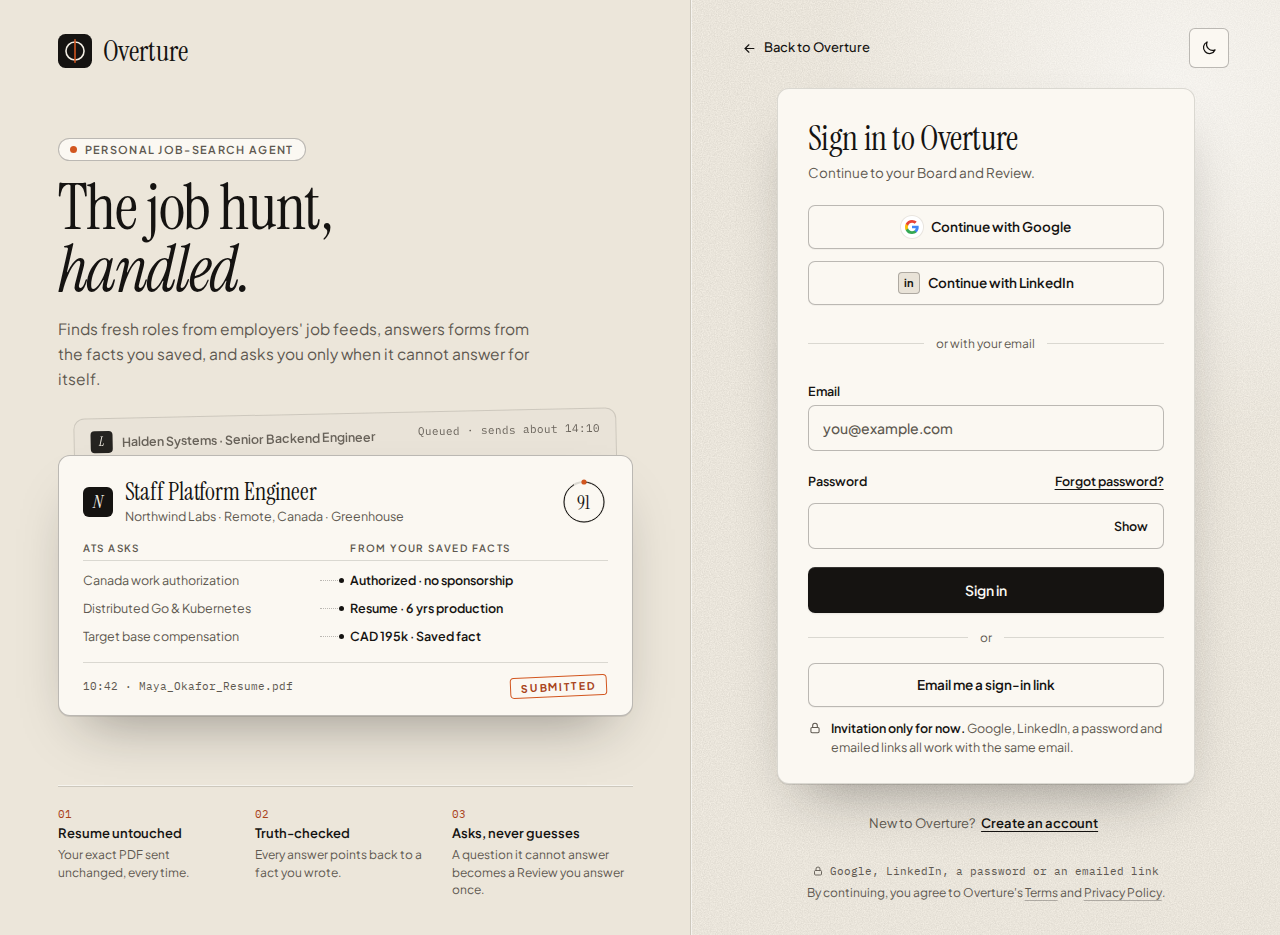 Overture
PERSONAL JOB-SEARCH AGENT
The job hunt,
handled.
Finds fresh roles from employers' job feeds, answers forms from
the facts you saved, and asks you only when it cannot answer for
itself.
L Halden Systems · Senior Backend Engineer Queued · sends about 14:10
N Staff Platform Engineer 91
Northwind Labs · Remote, Canada · Greenhouse
ATS ASKS FROM YOUR SAVED FACTS
Canada work authorization Authorized · no sponsorship
Distributed Go & Kubernetes Resume · 6 yrs production
Target base compensation CAD 195k · Saved fact
10:42 · Maya_Okafor_Resume.pdf SUBMITTED
01
Resume untouched
Your exact PDF sent
unchanged, every time.
02
Truth-checked
Every answer points back to a
fact you wrote.
03
Asks, never guesses
A question it cannot answer
becomes a Review you answer
once.
← Back to Overture
Sign in to Overture
Continue to your Board and Review.
G Continue with Google
in Continue with LinkedIn
or with your email
Email
you@example.com
Password Forgot password?
Show
Sign in
or
Email me a sign-in link
Invitation only for now. Google, LinkedIn, a password and
emailed links all work with the same email.
New to Overture? Create an account
Google, LinkedIn, a password or an emailed link
By continuing, you agree to Overture's Terms and Privacy Policy.